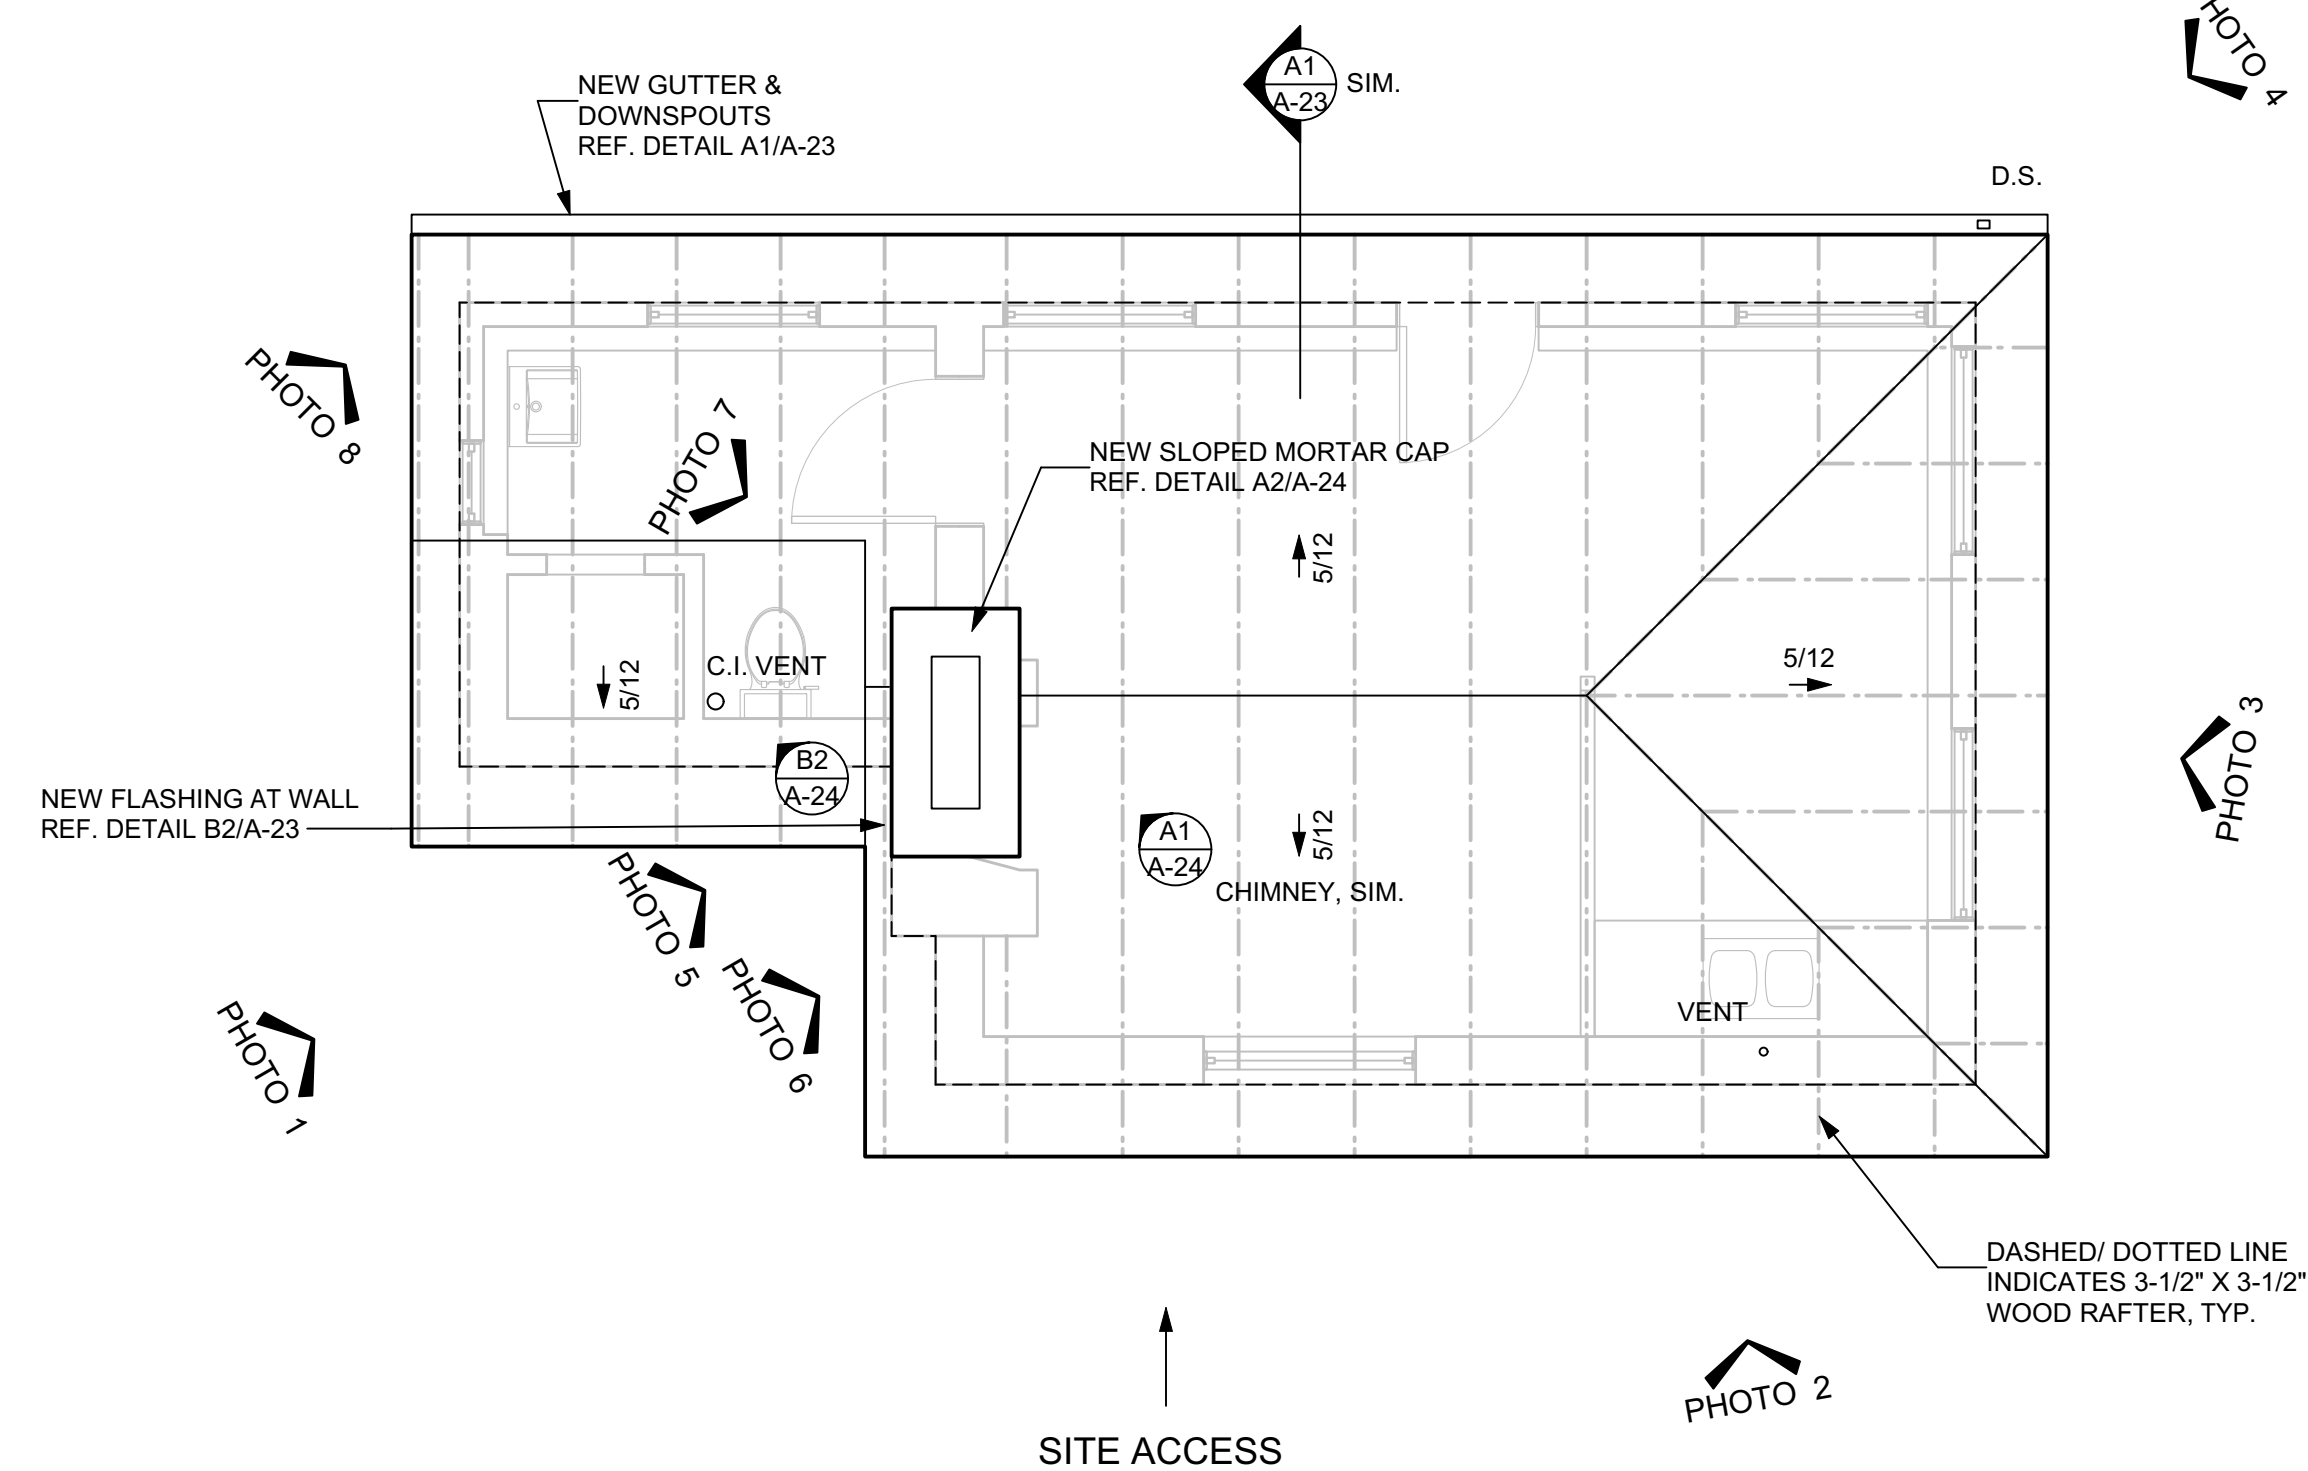 HOTO 4
A1
A-23
SIM.
NEW GUTTER &
DOWNSPOUTS
REF. DETAIL A1/A-23
D.S.
PHOTO 8
PHOTO 7
NEW SLOPED MORTAR CAP
REF. DETAIL A2/A-24
5/12
5/12
C.I. VENT
5/12
PHOTO 3
B2
A-24
NEW FLASHING AT WALL
REF. DETAIL B2/A-23
A1
A-24
5/12
CHIMNEY, SIM.
PHOTO 5
PHOTO 6
PHOTO 1
VENT
DASHED/ DOTTED LINE
INDICATES 3-1/2" X 3-1/2"
WOOD RAFTER, TYP.
PHOTO 2
SITE ACCESS